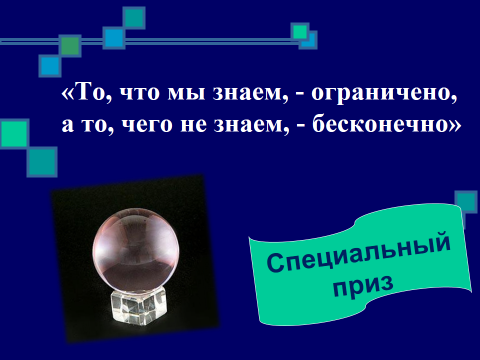 «То, что мы знаем, - ограничено,
а то, чего не знаем, - бесконечно»
Специальный
приз